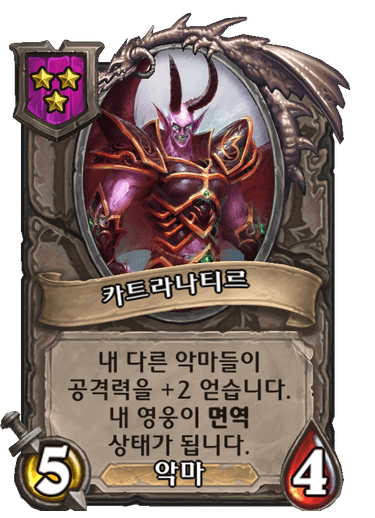 카트라나티르
내 다른 악마들이
공격력을 +2 얻습니다.
내 영웅이 면역
상태가 됩니다.
5
악마
4